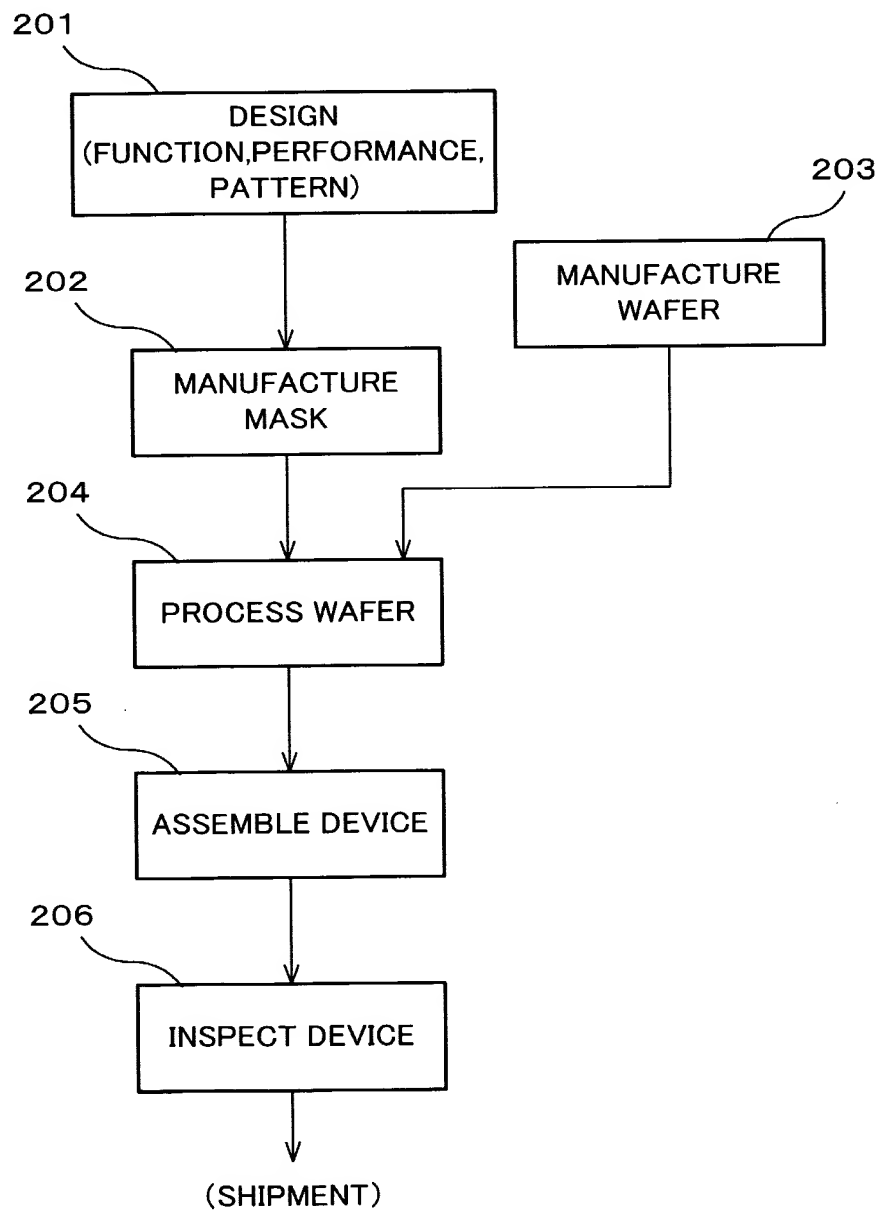 201
DESIGN
(FUNCTION,PERFORMANCE,
PATTERN)
203
MANUFACTURE
WAFER
202
MANUFACTURE
MASK
204
PROCESS WAFER
205
ASSEMBLE DEVICE
206
INSPECT DEVICE
(SHIPMENT)